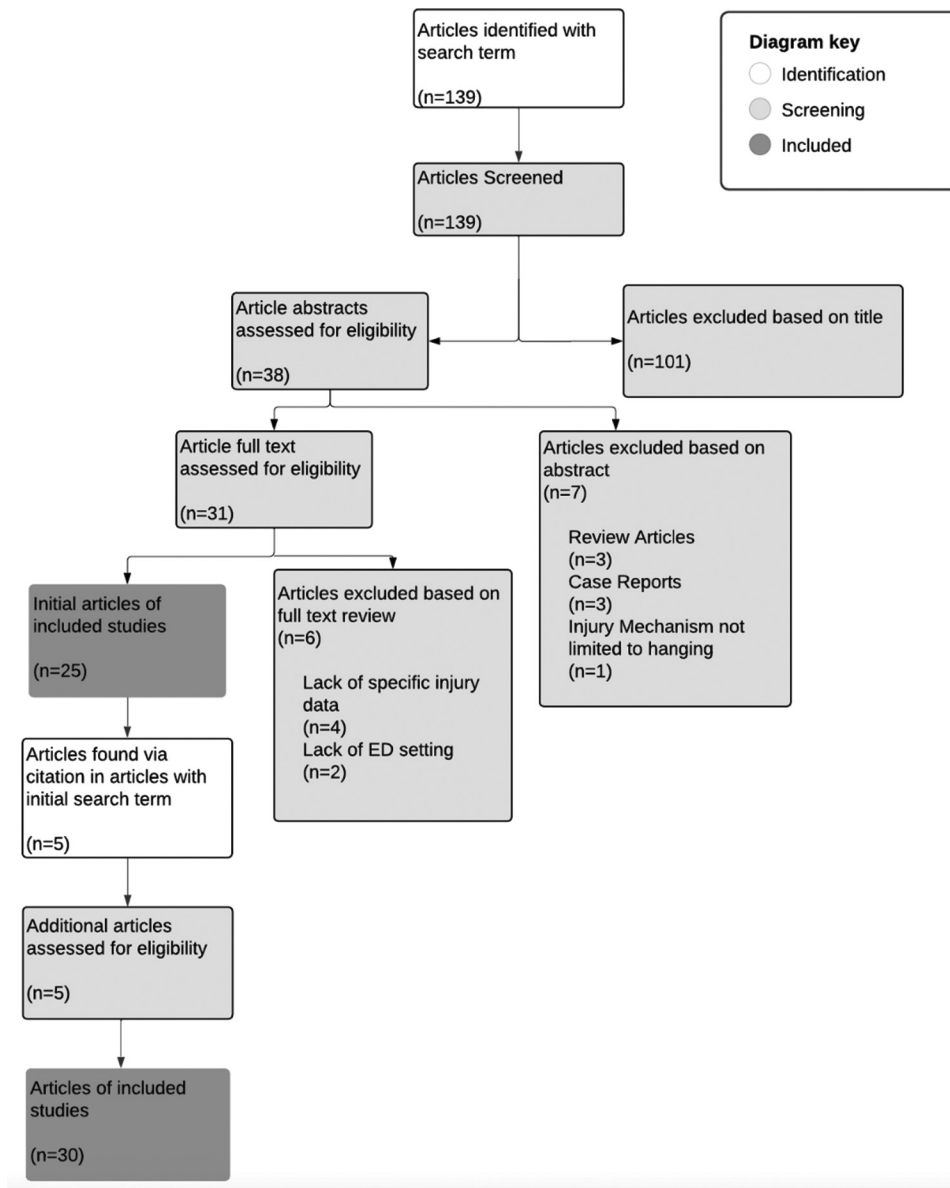 Articles identified with
search term
(n=139)
Diagram key
Identification
Screening
Included
Articles Screened
(n=139)
Article abstracts
assessed for eligibility
(n=38)
Articles excluded based on title
(n=101)
Article full text
assessed for eligibility
(n=31)
Articles excluded based on
abstract
(n=7)
Review Articles
(n=3)
Case Reports
(n=3)
Injury Mechanism not
limited to hanging
(n=1)
Initial articles of
included studies
(n=25)
Articles excluded based on
full text review
(n=6)
Lack of specific injury
data
(n=4)
Lack of ED setting
(n=2)
Articles found via
citation in articles with
initial search term
(n=5)
Additional articles
assessed for eligibility
(n=5)
Articles of included
studies
(n=30)